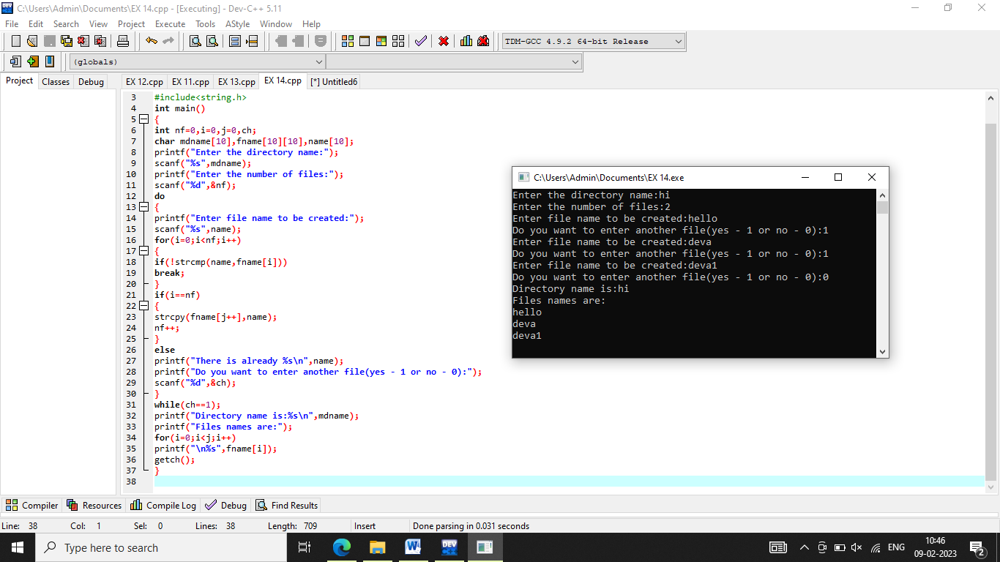 C:\Users\Admin\Documents\EX 14.cpp - [Executing] - Dev-C++ 5.11
File Edit Search View Project Execute Tools AStyle Window Help
TDM-GCC 4.9.2 64-bit Release
(globals)
Project Classes Debug
EX 12.cpp EX 11.cpp EX 13.cpp EX 14.cpp [*] Untitled6
3 #include<string.h>
4 int main()
5 {
6 int nf=0,i=0,j=0,ch;
7 char mdname[10],fname[10][10],name[10];
8 printf("Enter the directory name:");
9 scanf("%s",mdname);
10 printf("Enter the number of files:");
11 scanf("%d",&nf);
12 do
13 {
14 printf("Enter file name to be created:");
15 scanf("%s",name);
16 for(i=0;i<nf;i++)
17 {
18 if(!strcmp(name,fname[i]))
19 break;
20 }
21 if(i==nf)
22 {
23 strcpy(fname[j++],name);
24 nf++;
25 }
26 else
27 printf("There is already %s\n",name);
28 printf("Do you want to enter another file(yes - 1 or no - 0):");
29 scanf("%d",&ch);
30 }
31 while(ch==1);
32 printf("Directory name is:%s\n",mdname);
33 printf("Files names are:");
34 for(i=0;i<j;i++)
35 printf("\n%s",fname[i]);
36 getch();
37 }
38
C:\Users\Admin\Documents\EX 14.exe
Enter the directory name:hi
Enter the number of files:2
Enter file name to be created:hello
Do you want to enter another file(yes - 1 or no - 0):1
Enter file name to be created:deva
Do you want to enter another file(yes - 1 or no - 0):1
Enter file name to be created:deva1
Do you want to enter another file(yes - 1 or no - 0):0
Directory name is:hi
Files names are:
hello
deva
deva1
Compiler Resources Compile Log Debug Find Results
Line: 38 Col: 1 Sel: 0 Lines: 38 Length: 709 Insert Done parsing in 0.031 seconds
Type here to search
DEV
ENG
10:46
09-02-2023
2